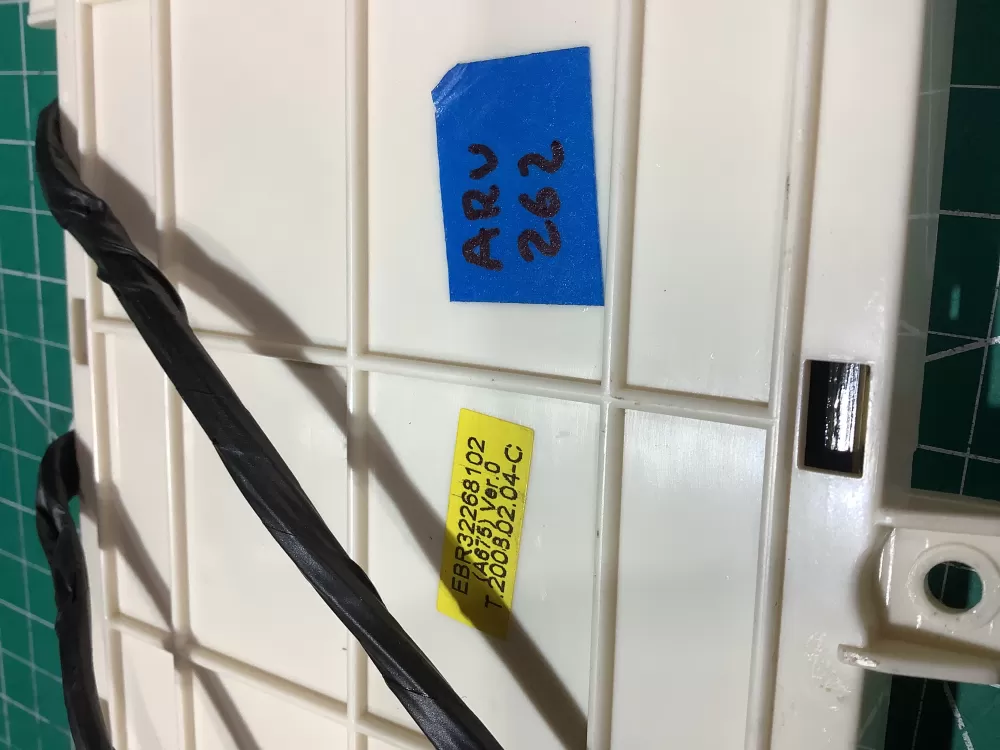 ARV
262
EBR32268102
(A675) Ver.0
T.2008.02.04-C